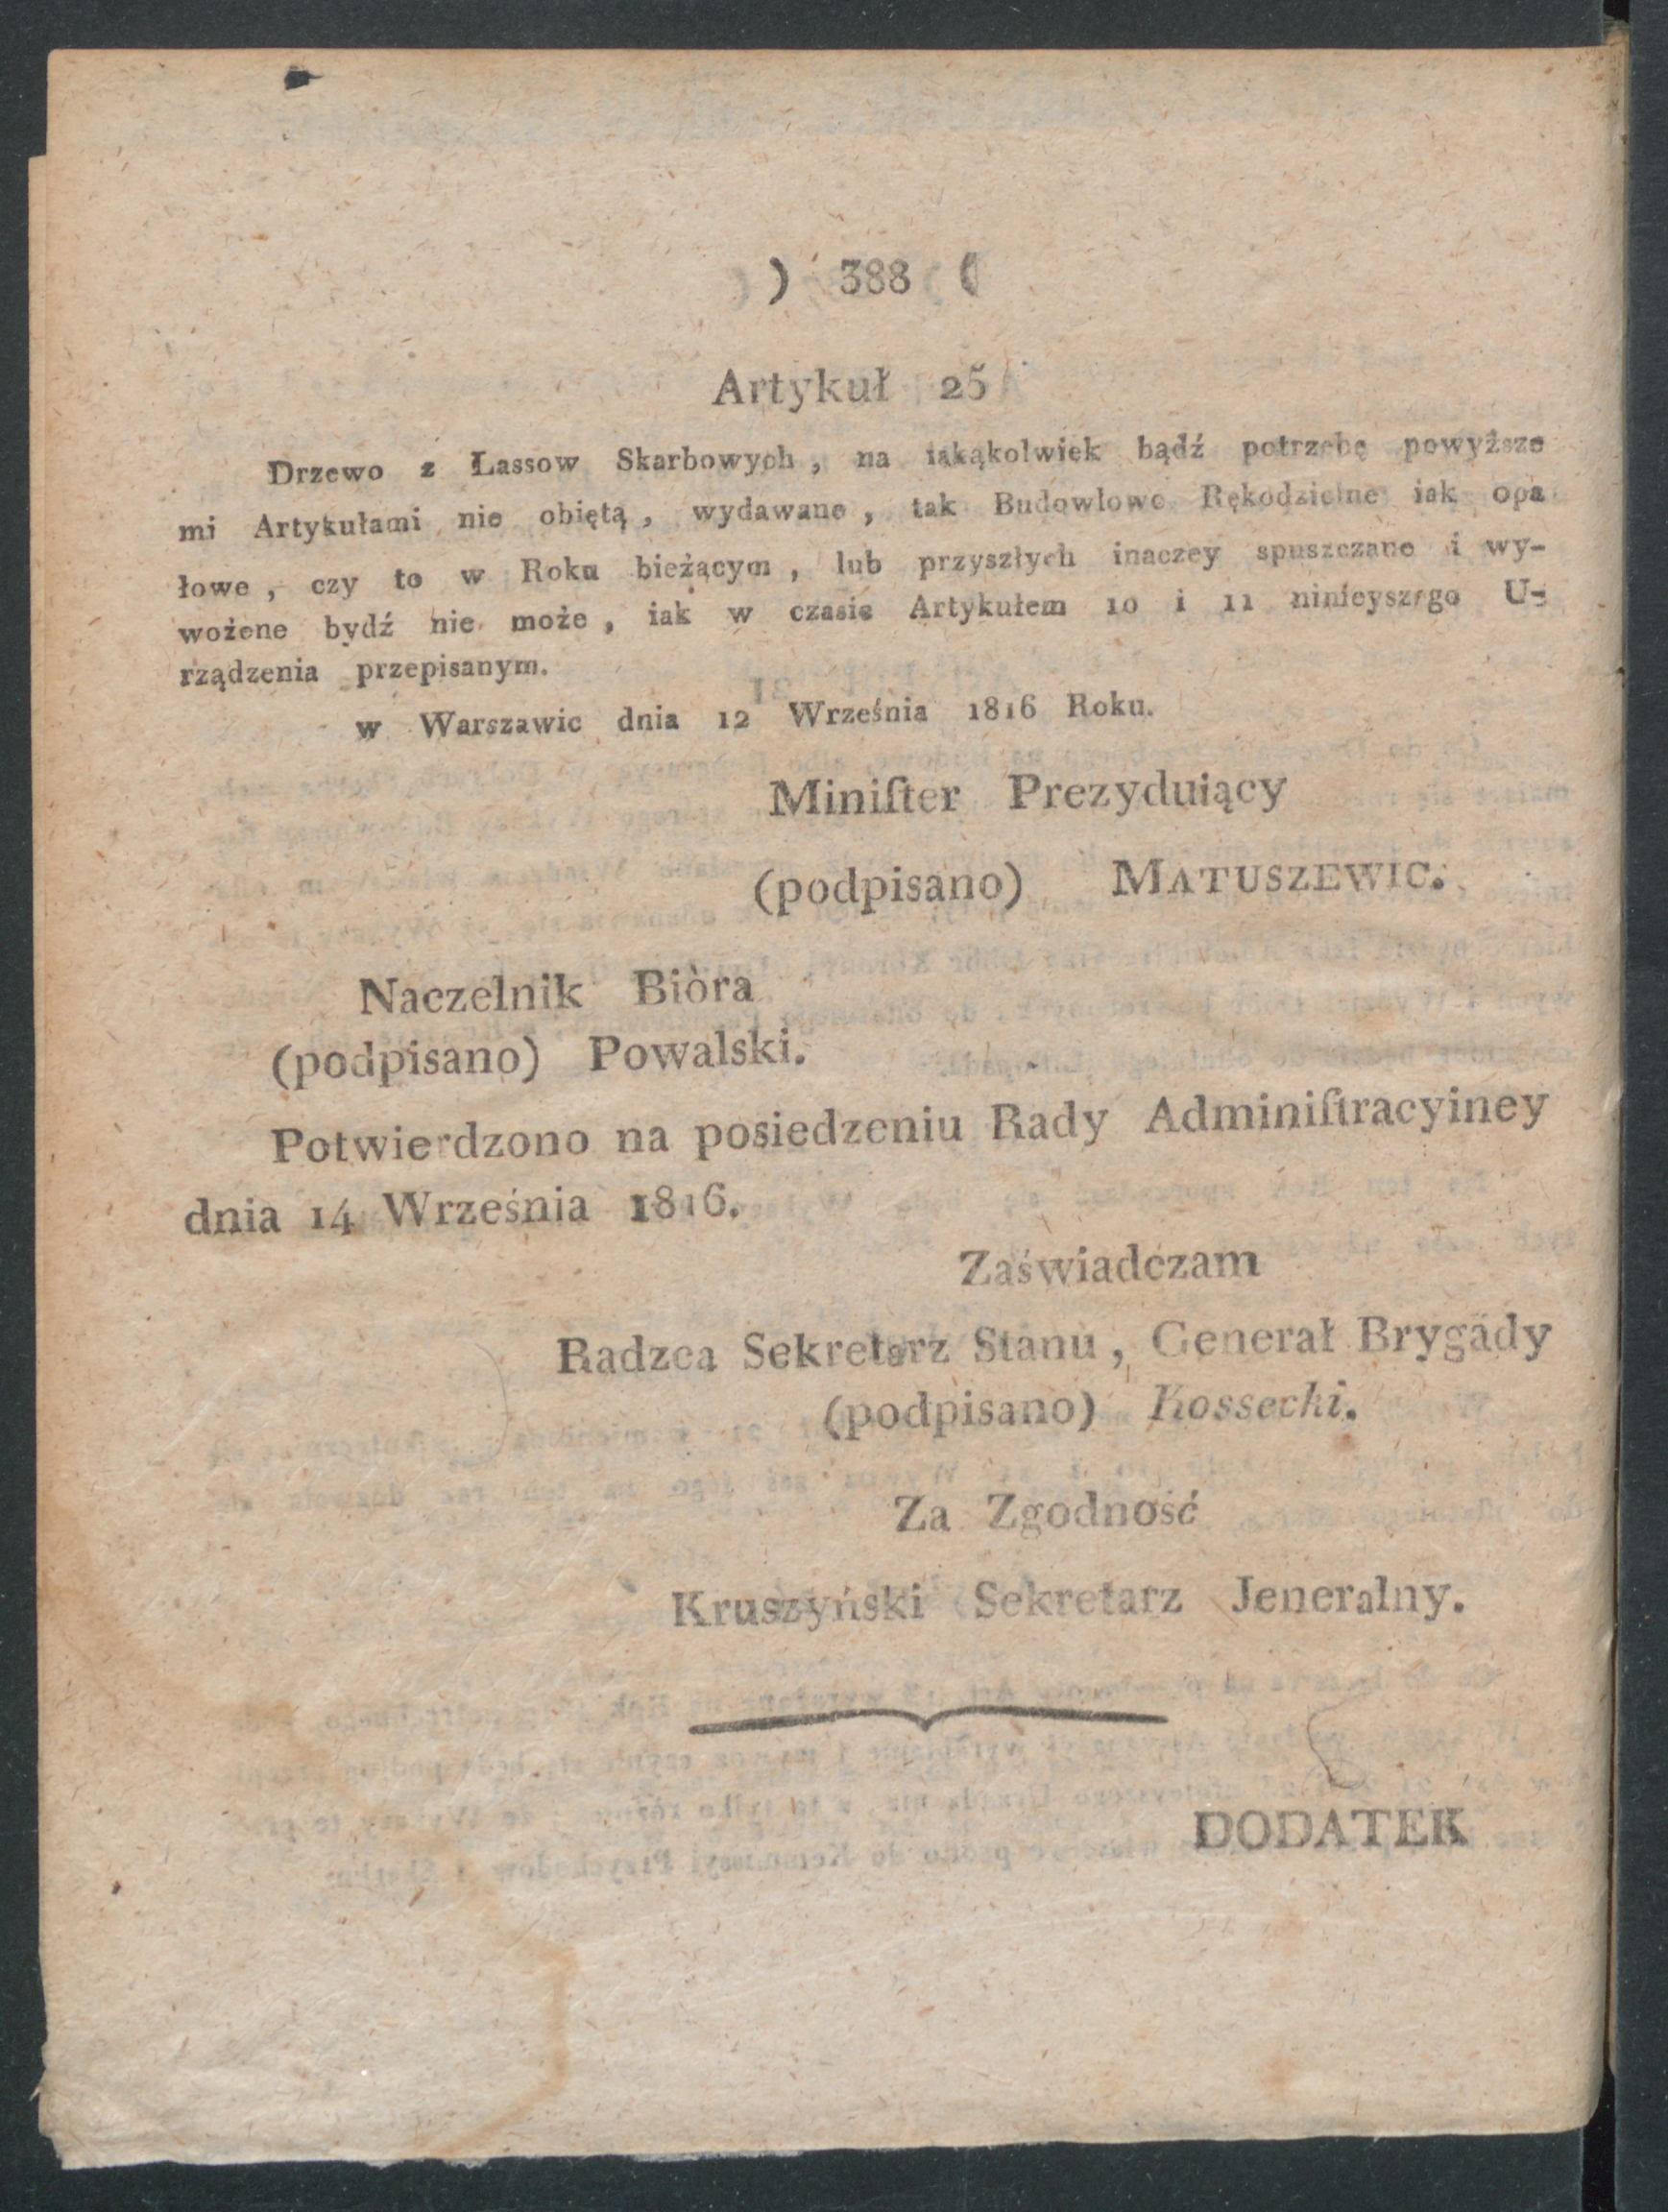 ) 388 (
Artykuł 25
Drzewo z Łassow Skarbowych, na iakąkolwiek bądź potrzebę powyższe
mi Artykułami nie obiętą, wydawane, tak Budowlowe Rękodzielne iak opa
łowe, czy to w Roku bieżącym, lub przyszłych inaczey spuszczane i wy-
wożone bydź nie może, iak w czasie Artykułem 10 i 11 ninieyszego U-
rządzenia przepisanym.
w Warszawie dnia 12 Września 1816 Roku.
Miniſter Prezyduiący
(podpisano) MATUSZEWIC.
Naczelnik Bióra
(podpisano) Powalski.
Potwierdzono na posiedzeniu Rady Adminiſtracyiney
dnia 14 Września 1816.
Zaświadczam
Radzca Sekretarz Stanu, Generał Brygády
(podpisano) Kossecki.
Za Zgodność
Kruszyński Sekretarz Jeneralny.
DODATEK